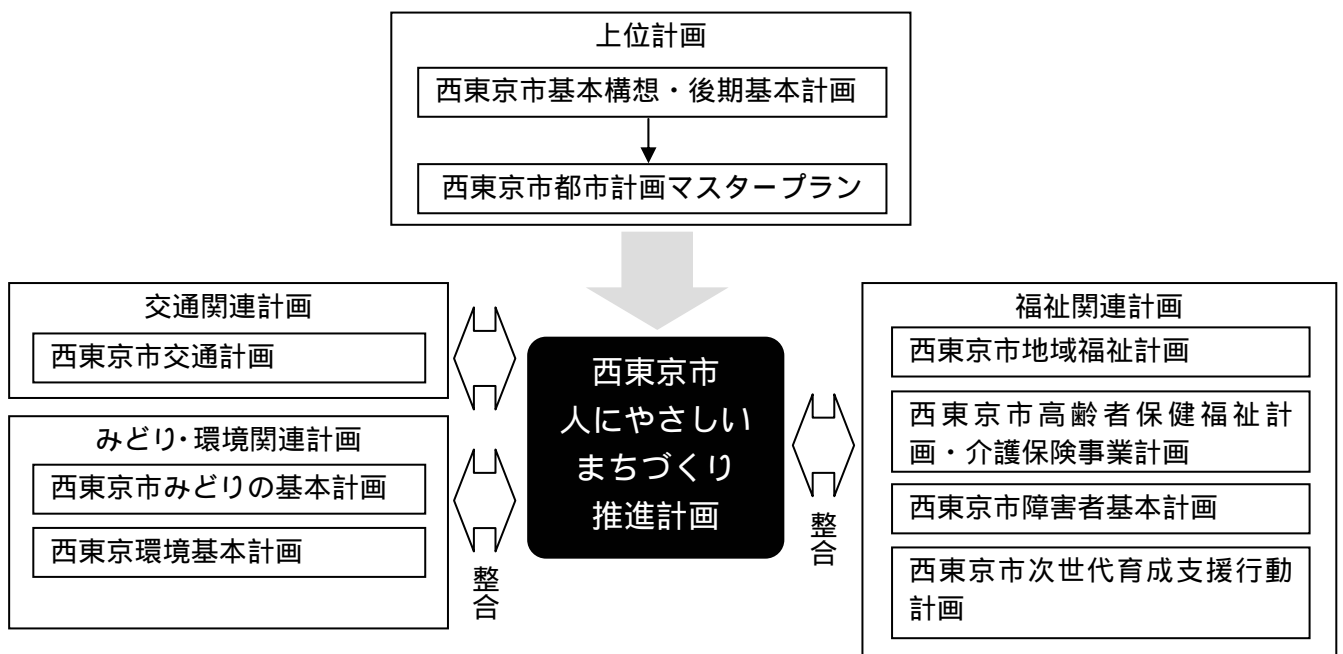 上位計画
西東京市基本構想・後期基本計画
西東京市都市計画マスタープラン
交通関連計画
西東京市交通計画
みどり・環境関連計画
西東京市みどりの基本計画
西東京環境基本計画
整合
西東京市
人にやさしい
まちづくり
推進計画
整合
福祉関連計画
西東京市地域福祉計画
西東京市高齢者保健福祉計
画・介護保険事業計画
西東京市障害者基本計画
西東京市次世代育成支援行動
計画